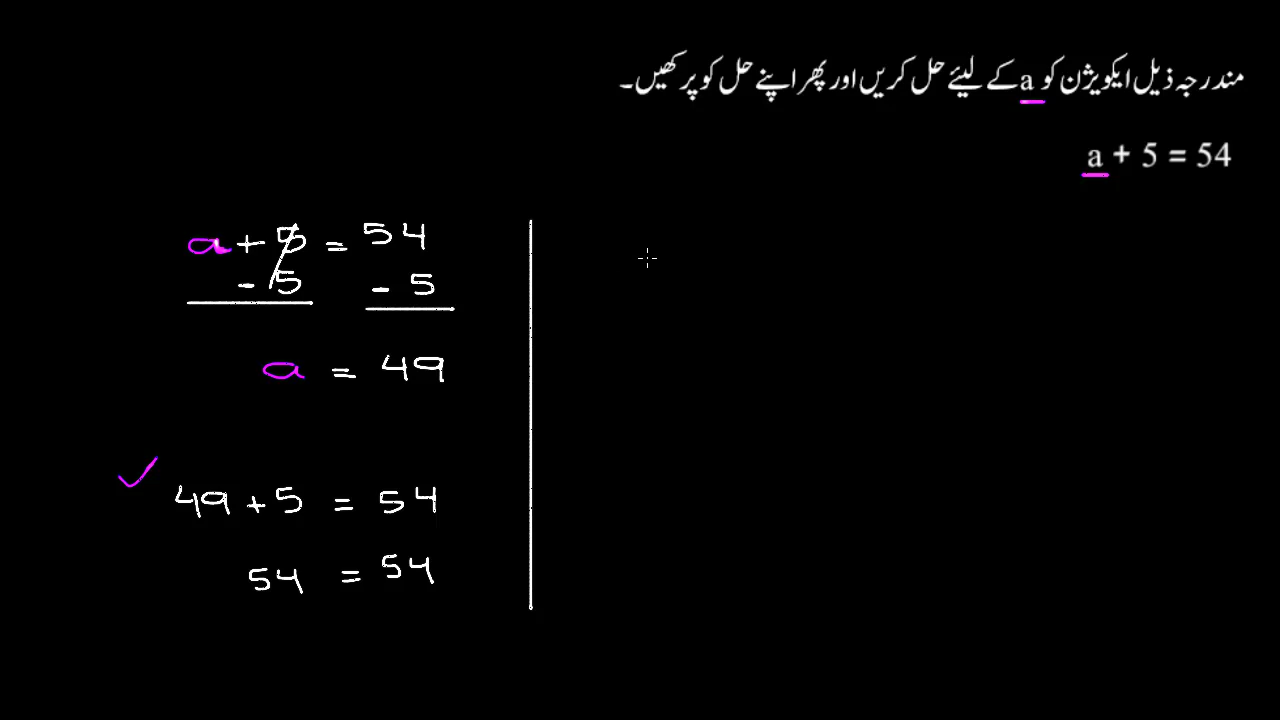 مندرجہ ذیل ایکویژن کو a کے لیئے حل کریں اور پھر اپنے حل کو پرکھیں۔
a + 5 = 54
a + 5 = 54
- 5 - 5
a = 49
49 + 5 = 54
54 = 54